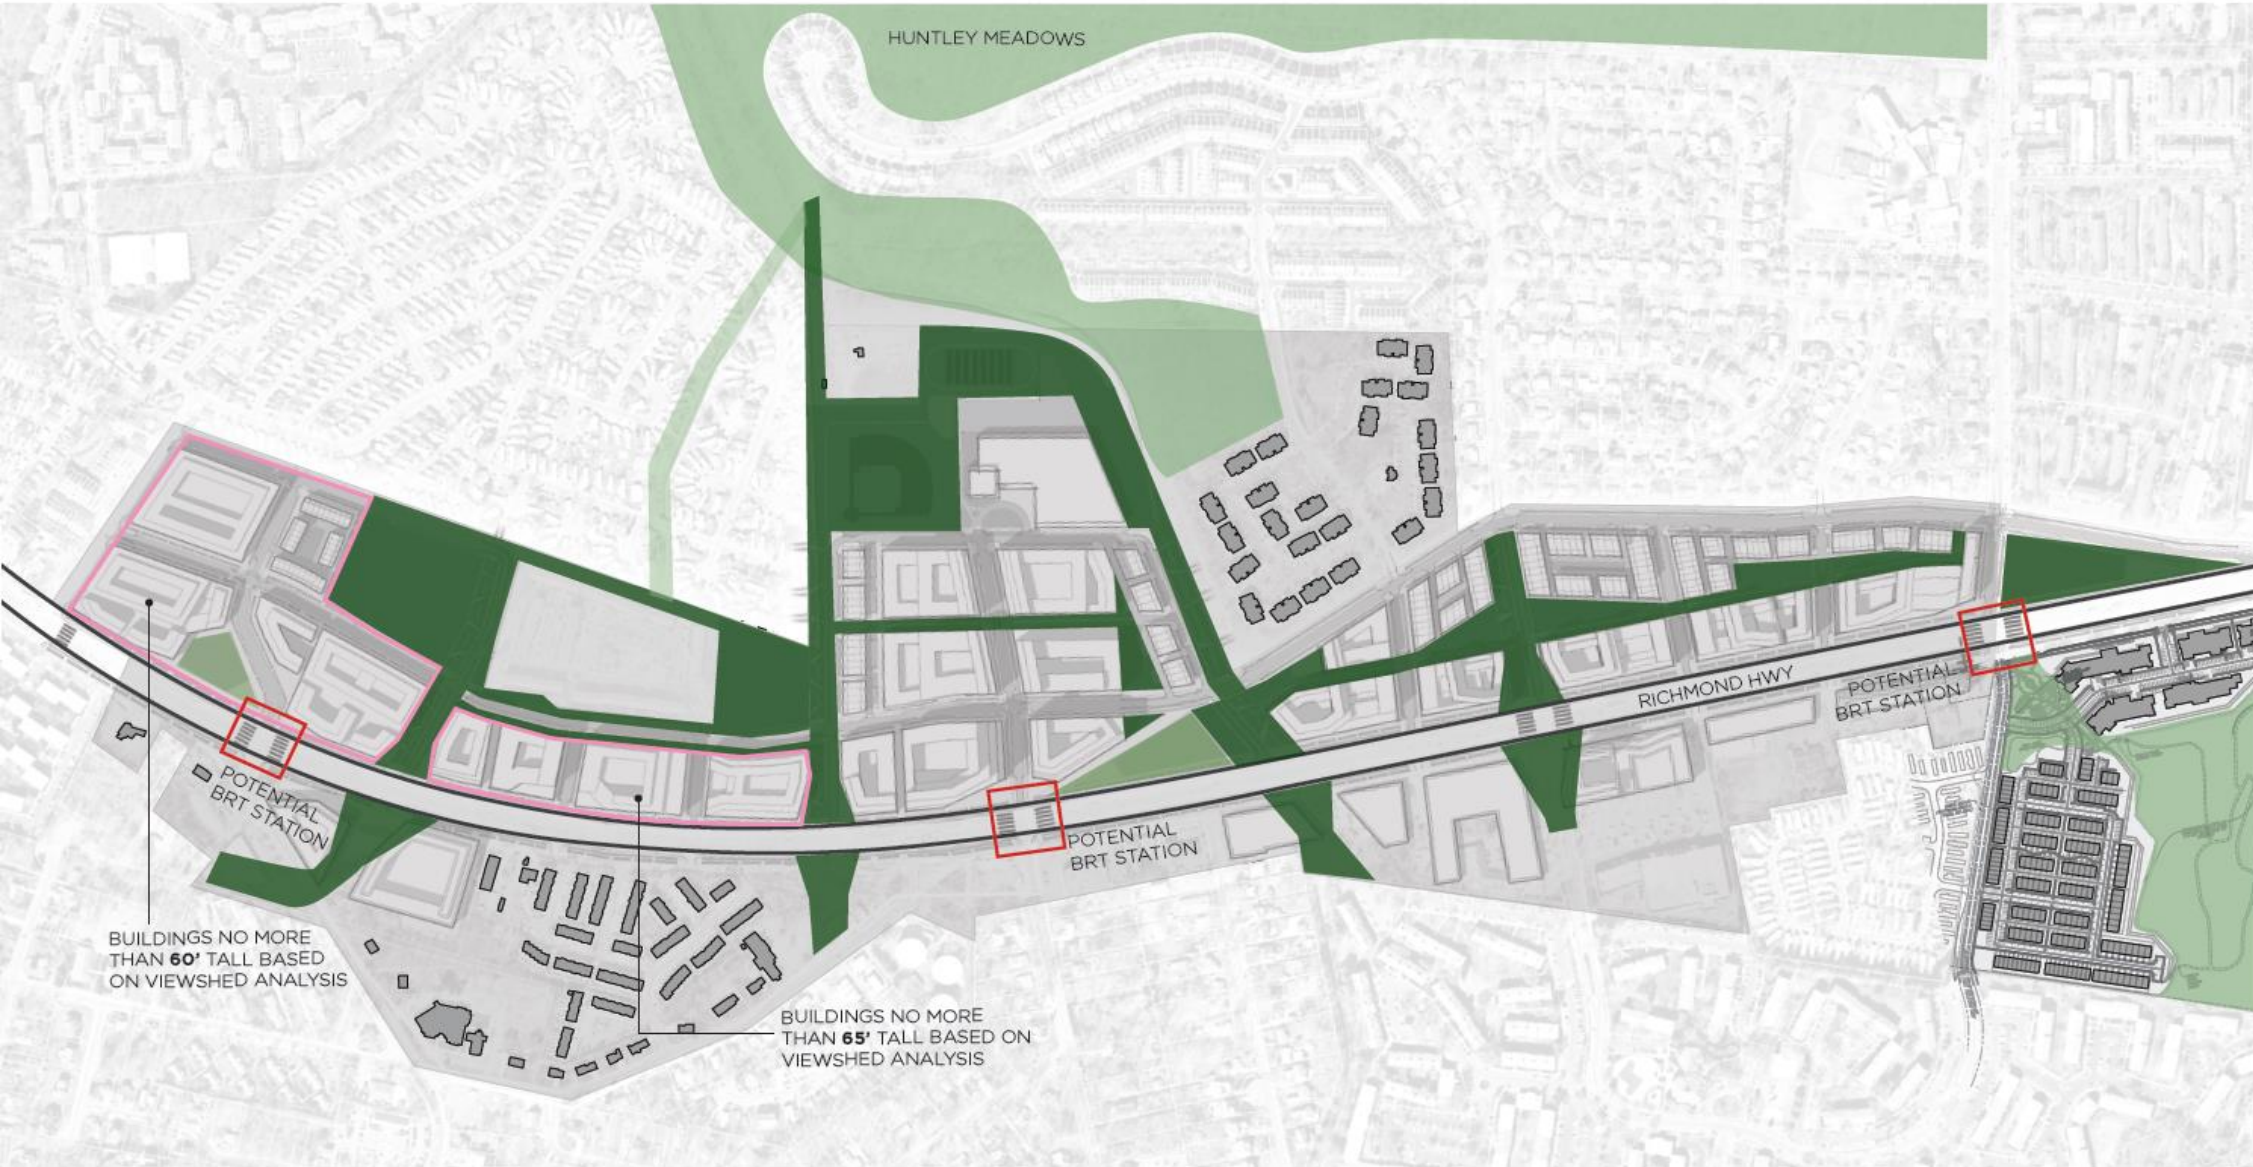 HUNTLEY MEADOWS
RICHMOND HWY
POTENTIAL
BRT STATION
POTENTIAL
BRT STATION
POTENTIAL
BRT STATION
BUILDINGS NO MORE
THAN 60' TALL BASED
ON VIEWSHED ANALYSIS
BUILDINGS NO MORE
THAN 65' TALL BASED ON
VIEWSHED ANALYSIS